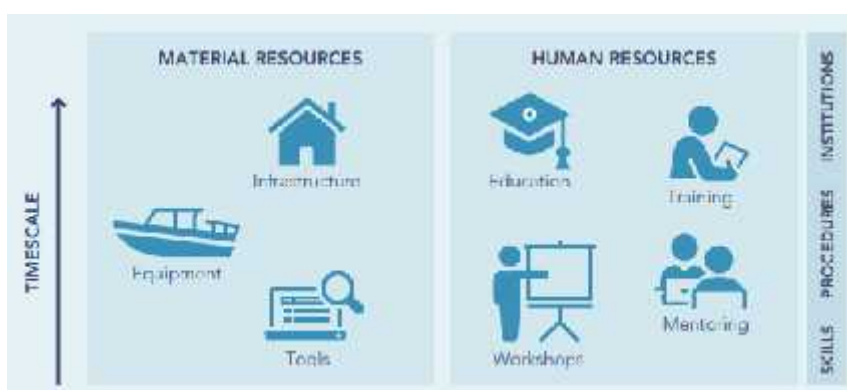 MATERIAL RESOURCES
HUMAN RESOURCES
TIMESCALE
Infrastructure
Equipment
Tools
Education
Training
Workshops
Mentoring
INSTITUTIONS
PROCEDURES
SKILLS